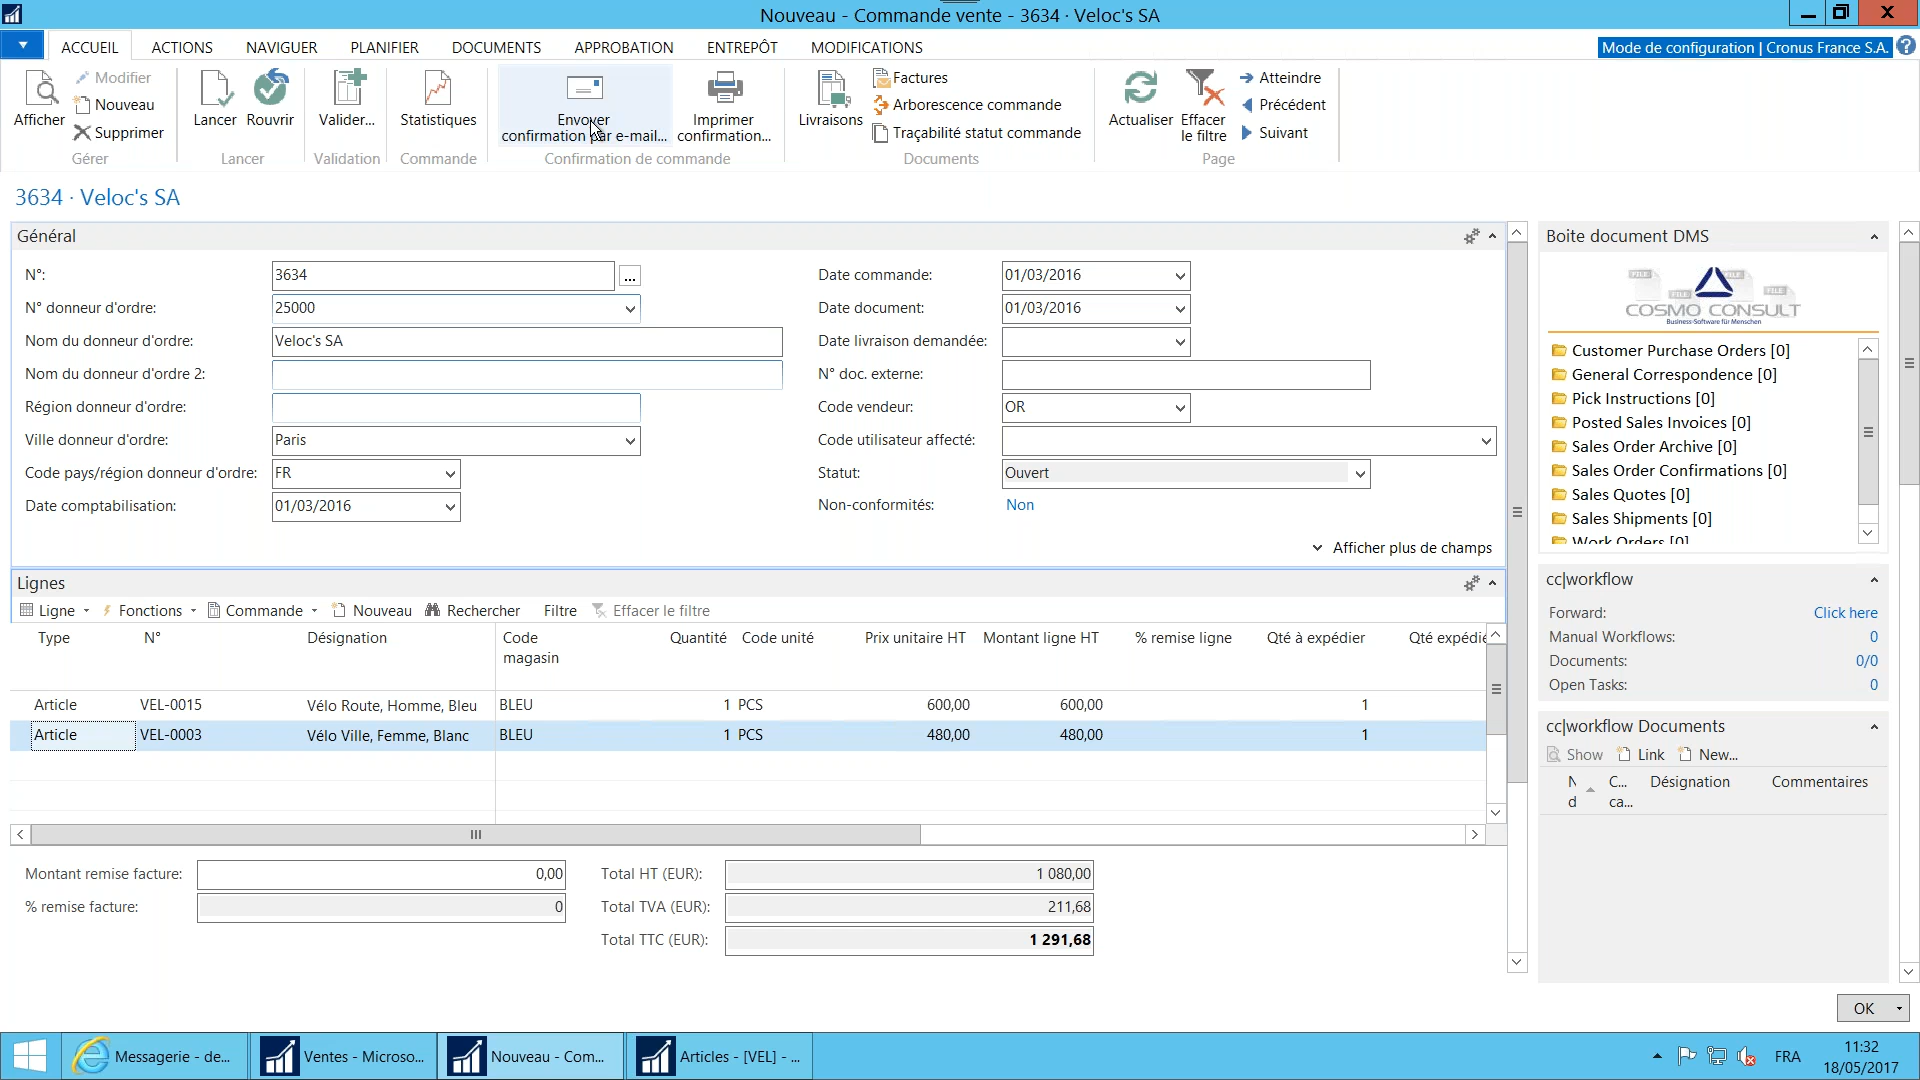 Nouveau - Commande vente - 3634 · Veloc's SA
ACCUEIL ACTIONS NAVIGUER PLANIFIER DOCUMENTS APPROBATION ENTREPÔT MODIFICATIONS
Mode de configuration | Cronus France S.A.
Afficher
Modifier
Nouveau
Supprimer
Gérer
Lancer
Rouvrir
Lancer
Valider...
Validation
Statistiques
Commande
Envoyer
confirmation par e-mail...
Imprimer
confirmation...
Confirmation de commande
Livraisons
Factures
Arborescence commande
Traçabilité statut commande
Documents
Actualiser
Effacer
le filtre
Atteindre
Précédent
Suivant
Page
3634 · Veloc's SA
Général
N°: 3634 ...
N° donneur d'ordre: 25000
Nom du donneur d'ordre: Veloc's SA
Nom du donneur d'ordre 2:
Région donneur d'ordre:
Ville donneur d'ordre: Paris
Code pays/région donneur d'ordre: FR
Date comptabilisation: 01/03/2016
Date commande: 01/03/2016
Date document: 01/03/2016
Date livraison demandée:
N° doc. externe:
Code vendeur: OR
Code utilisateur affecté:
Statut: Ouvert
Non-conformités: Non
Afficher plus de champs
Lignes
Ligne Fonctions Commande Nouveau Rechercher Filtre Effacer le filtre
Type N° Désignation Code magasin Quantité Code unité Prix unitaire HT Montant ligne HT % remise ligne Qté à expédier Qté expédié
Article VEL-0015 Vélo Route, Homme, Bleu BLEU 1 PCS 600,00 600,00 1
Article VEL-0003 Vélo Ville, Femme, Blanc BLEU 1 PCS 480,00 480,00 1
Montant remise facture: 0,00
% remise facture: 0
Total HT (EUR): 1 080,00
Total TVA (EUR): 211,68
Total TTC (EUR): 1 291,68
Boite document DMS
FILE FILE FILE FILE
COSMO CONSULT
Business-Software für Menschen
Customer Purchase Orders [0]
General Correspondence [0]
Pick Instructions [0]
Posted Sales Invoices [0]
Sales Order Archive [0]
Sales Order Confirmations [0]
Sales Quotes [0]
Sales Shipments [0]
Work Orders [0]
cc|workflow
Forward: Click here
Manual Workflows: 0
Documents: 0/0
Open Tasks: 0
cc|workflow Documents
Show Link New...
N d C... ca... Désignation Commentaires
OK
Messagerie - de... Ventes - Microso... Nouveau - Com... Articles - [VEL] - ...
FRA
11:32
18/05/2017